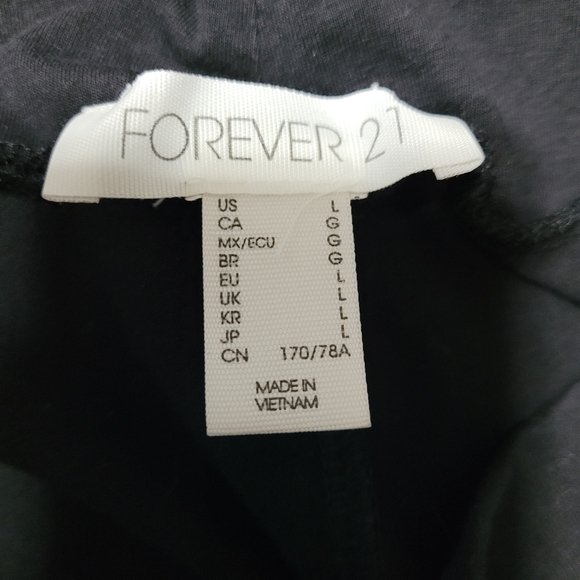 FOREVER 21
US L
CA G
MX/ECU G
BR G
EU L
UK L
KR L
JP L
CN 170/78A
MADE IN
VIETNAM